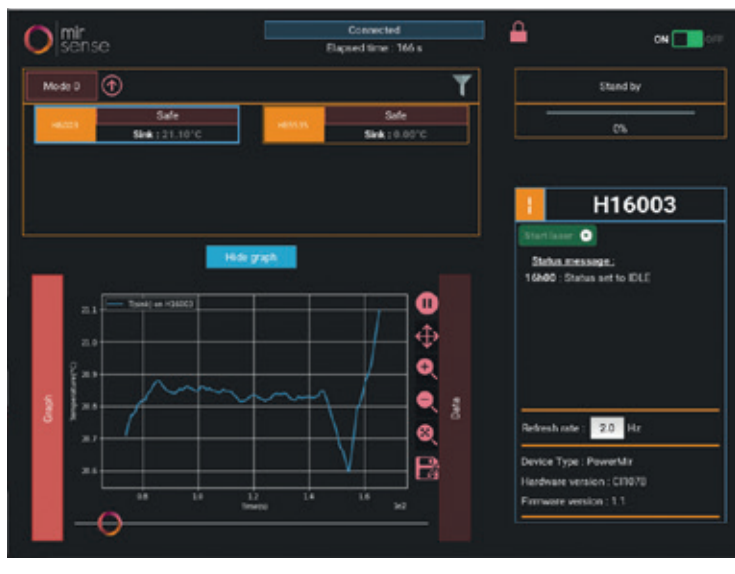 mir
sense
Connected
Elapsed time : 166 s
ON
OFF
Mode 0
Stand by
0%
Safe
Sink : 21.10°C
Safe
Sink : 0.00°C
H16003
Start laser
Status message :
16h00 : Status set to IDLE
Hide graph
Graph
Data
T(sink) on H16003
Temperature(°C)
21.1
21.0
20.9
20.8
20.7
20.6
0.8
1.0
1.2
1.4
1.6
Time(s)
1e2
Refresh rate : 2.0 Hz
Device Type : PowerMir
Hardware version : CI1070
Firmware version : 1.1